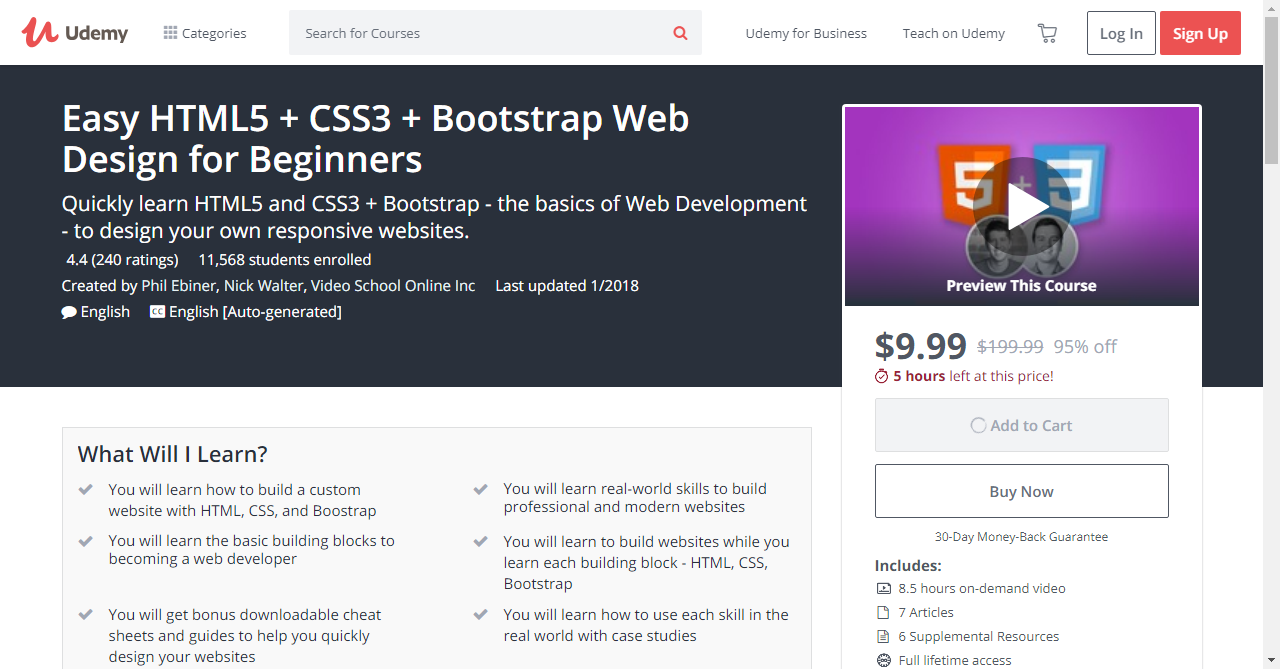 Udemy
Categories
Search for Courses
Udemy for Business
Teach on Udemy
Log In
Sign Up
Easy HTML5 + CSS3 + Bootstrap Web
Design for Beginners
Quickly learn HTML5 and CSS3 + Bootstrap - the basics of Web Development
- to design your own responsive websites.
4.4 (240 ratings) 11,568 students enrolled
Created by Phil Ebiner, Nick Walter, Video School Online Inc Last updated 1/2018
English
CC English [Auto-generated]
5 + 3
Preview This Course
$9.99 $199.99 95% off
5 hours left at this price!
Add to Cart
Buy Now
30-Day Money-Back Guarantee
Includes:
8.5 hours on-demand video
7 Articles
6 Supplemental Resources
Full lifetime access
What Will I Learn?
You will learn how to build a custom
website with HTML, CSS, and Boostrap
You will learn real-world skills to build
professional and modern websites
You will learn the basic building blocks to
becoming a web developer
You will learn to build websites while you
learn each building block - HTML, CSS,
Bootstrap
You will get bonus downloadable cheat
sheets and guides to help you quickly
design your websites
You will learn how to use each skill in the
real world with case studies